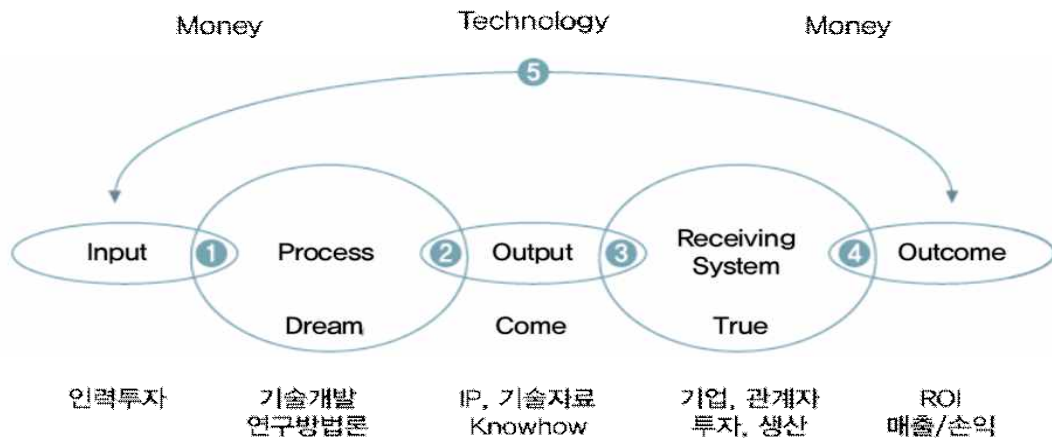 Money Technology Money
5
Input 1 Process 2 Output 3 Receiving System 4 Outcome
Dream Come True
인력투자 기술개발 IP, 기술자료 기업, 관계자 ROI
연구방법론 Knowhow 투자, 생산 매출/손익